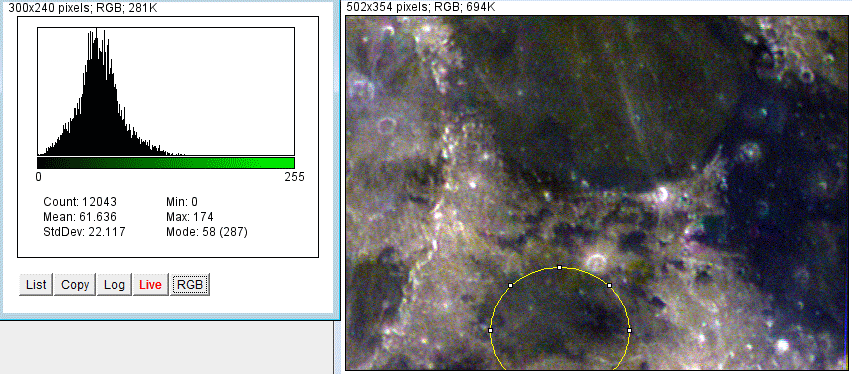 300x240 pixels; RGB; 281K
0 255
Count: 12043 Min: 0
Mean: 61.636 Max: 174
StdDev: 22.117 Mode: 58 (287)
List Copy Log Live RGB
502x354 pixels; RGB; 694K